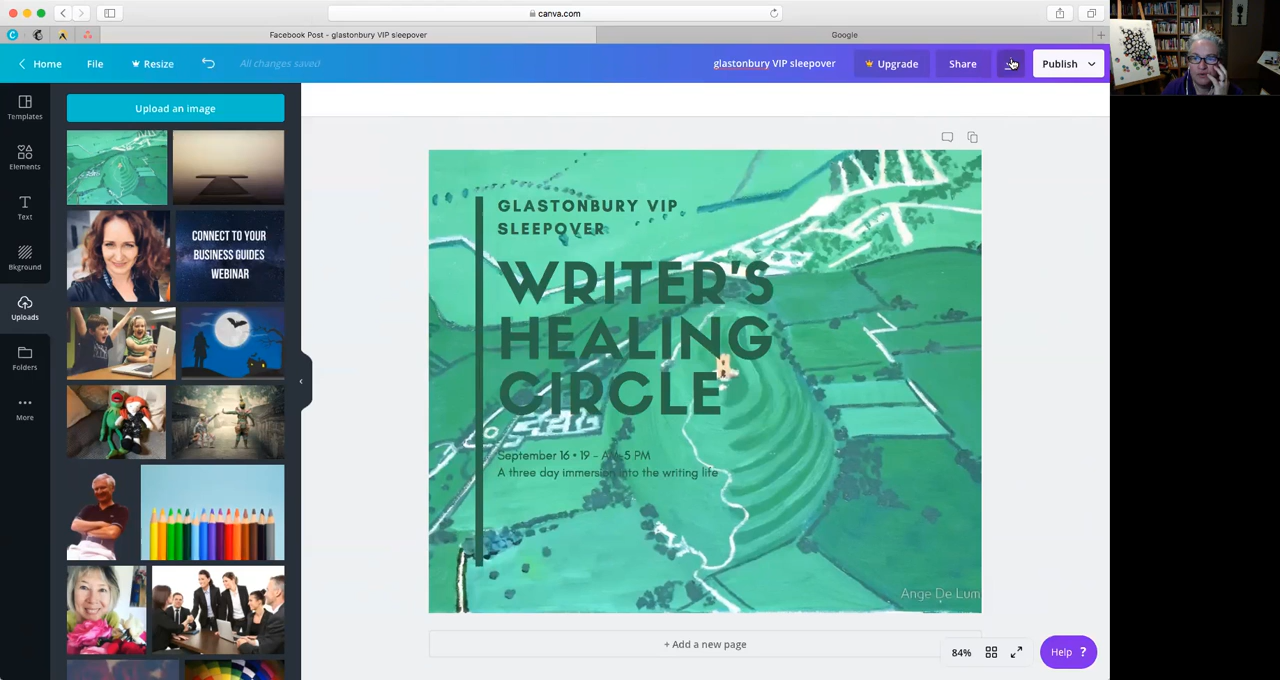 canva.com
Facebook Post - glastonbury VIP sleepover
Google
Home
File
Resize
All changes saved
glastonbury VIP sleepover
Upgrade
Share
Publish
Templates
Elements
Text
Bkground
Uploads
Folders
More
Upload an image
CONNECT TO YOUR
BUSINESS GUIDES
WEBINAR
GLASTONBURY VIP
SLEEPOVER
WRITER'S
HEALING
CIRCLE
September 16 • 19 - AM-5 PM
A three day immersion into the writing life
Ange De Lum
+ Add a new page
84%
Help ?